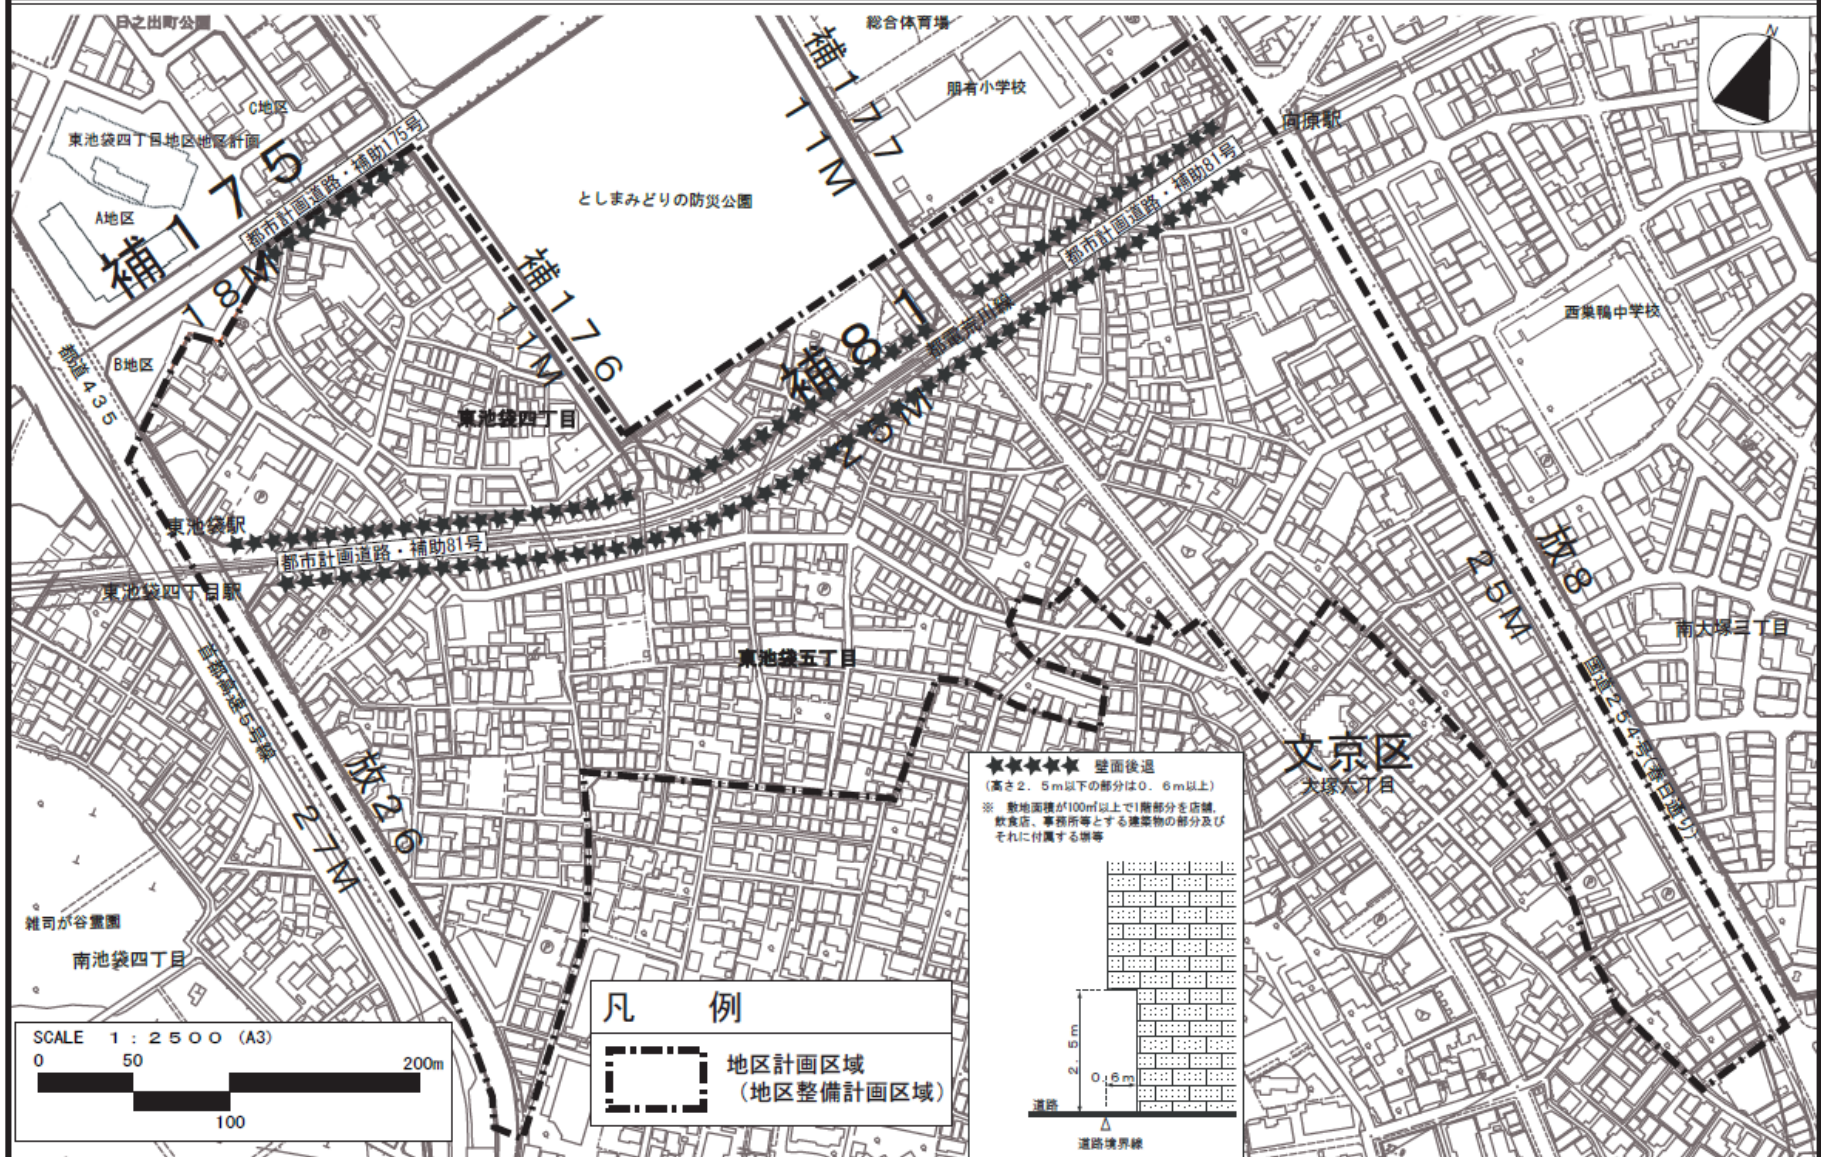 日之出町公園
総合体育場
N
補177
11M
朋有小学校
C地区
向原駅
東池袋四丁目地区地区計画
都市計画道路・補助175号
補175
18M
都市計画道路・補助81号
としまみどりの防災公園
A地区
補176
11M
補81
25M
都電荒川線
西巣鴨中学校
都道435
B地区
東池袋四丁目
東池袋駅
都市計画道路・補助81号
東池袋四丁目駅
放8
25M
南大塚三丁目
東池袋五丁目
首都高速5号線
国道254号(春日通り)
放26
27M
文京区
大塚六丁目
雑司が谷霊園
南池袋四丁目
★★★★★ 壁面後退
(高さ2.5m以下の部分は0.6m以上)
※ 敷地面積が100㎡以上で1階部分を店舗、
飲食店、事務所等とする建築物の部分及び
それに付属する塀等
2.5m
0.6m
道路
道路境界線
凡 例
地区計画区域
(地区整備計画区域)
SCALE 1:2500 (A3)
0 50 200m
100